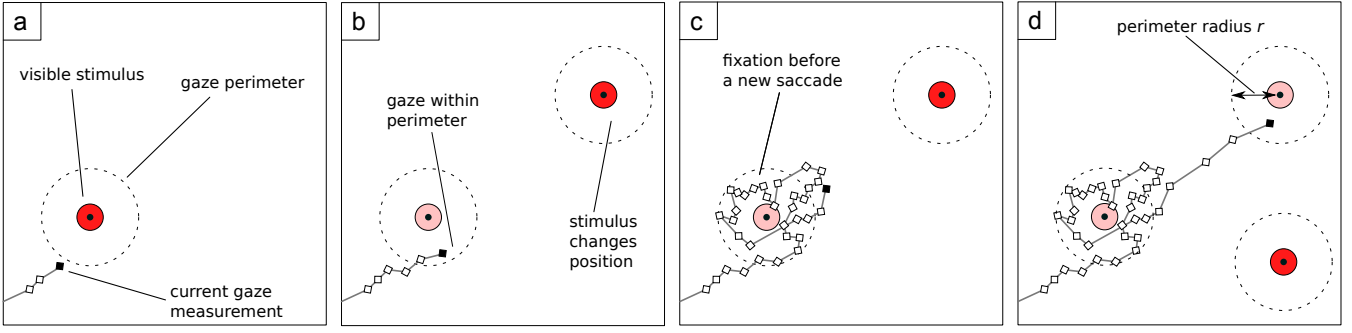 a
visible stimulus
gaze perimeter
current gaze
measurement
b
gaze within
perimeter
stimulus
changes
position
c
fixation before
a new saccade
d
perimeter radius r